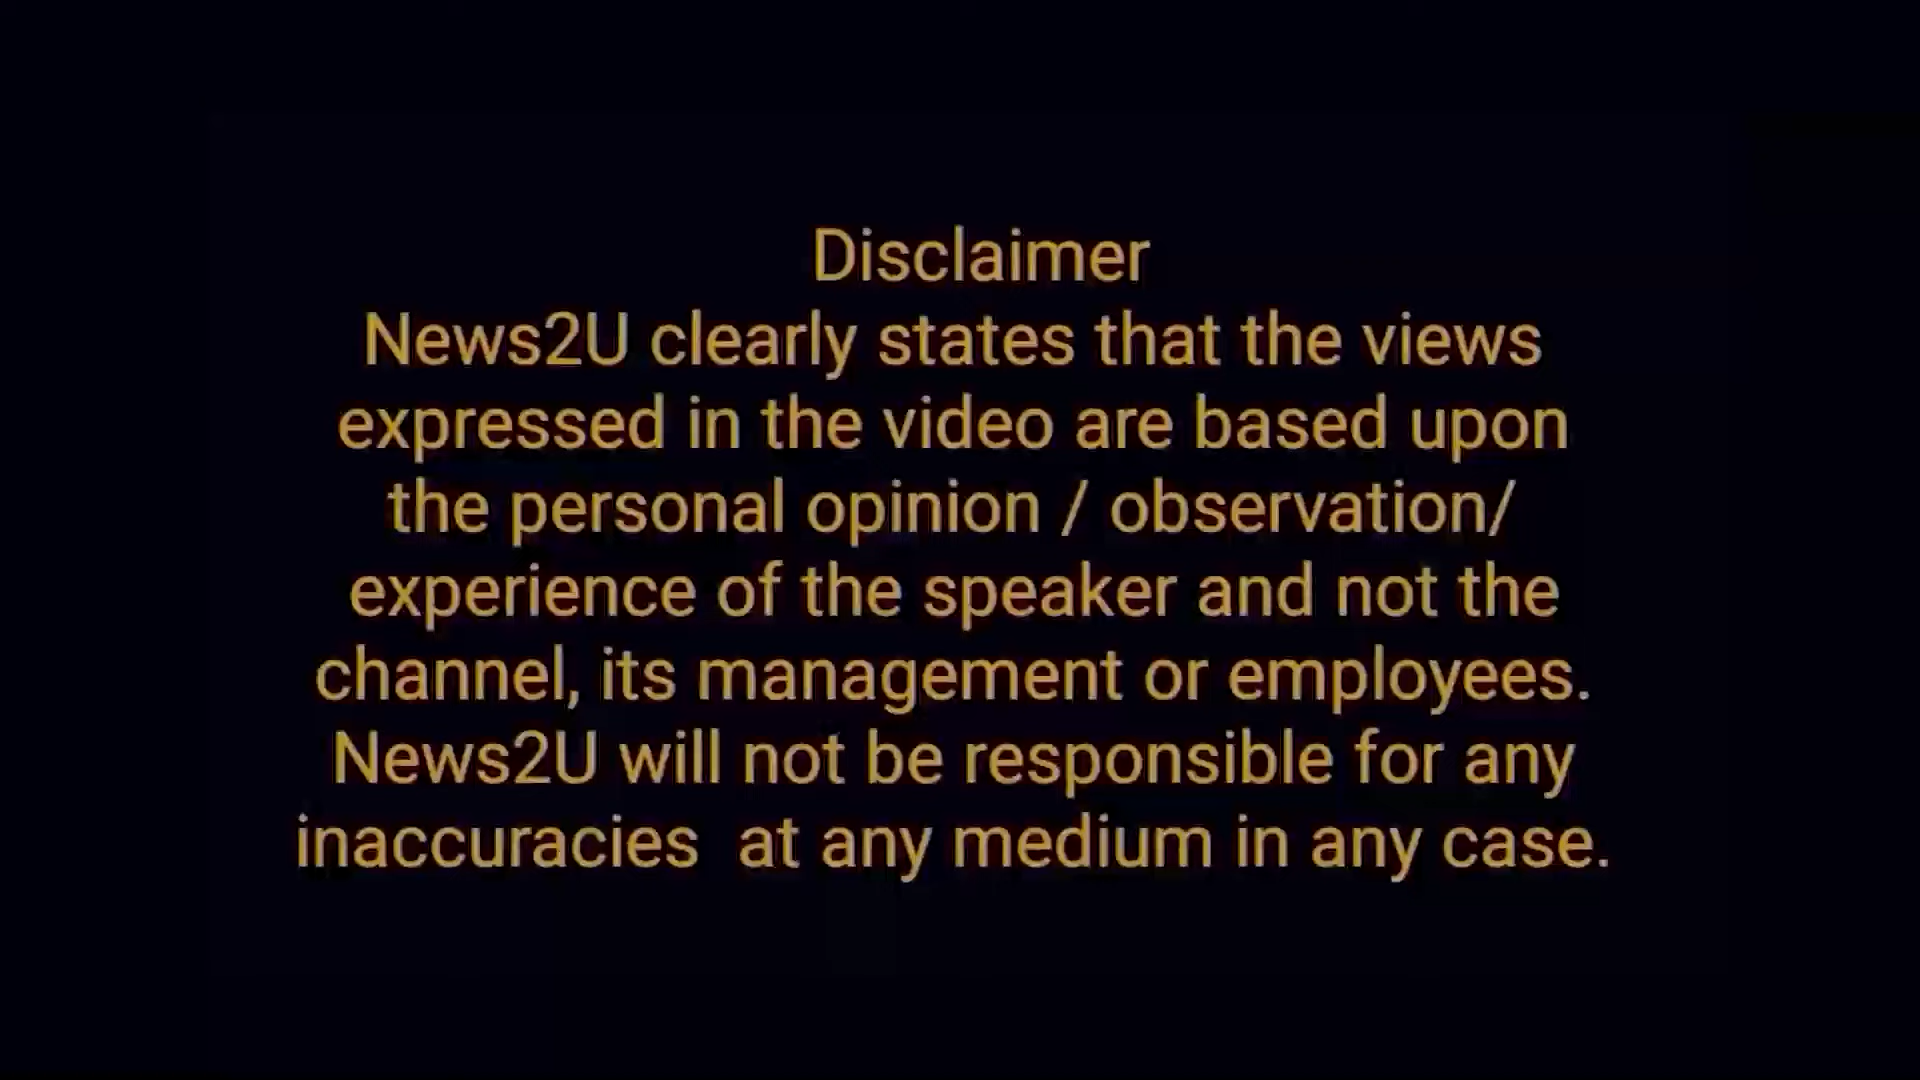 Disclaimer
News2U clearly states that the views
expressed in the video are based upon
the personal opinion / observation/
experience of the speaker and not the
channel, its management or employees.
News2U will not be responsible for any
inaccuracies  at any medium in any case.